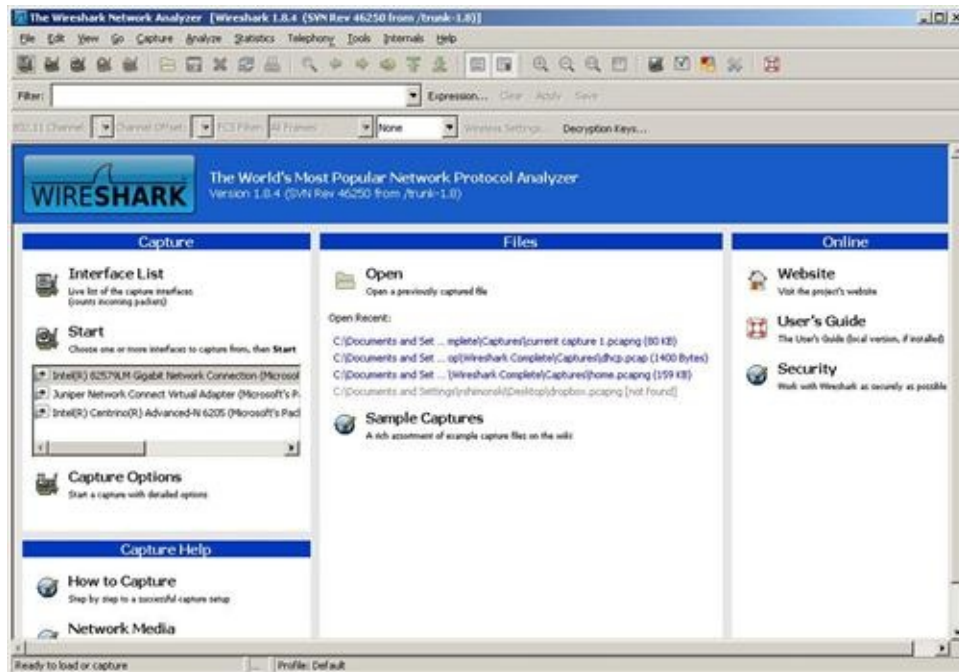 The Wireshark Network Analyzer [Wireshark 1.8.4 (SVN Rev 46250 from /trunk-1.8)]
File Edit View Go Capture Analyze Statistics Telephony Tools Internals Help
Filter: Expression... Clear Apply Save
802.11 Channel: Channel Offset: FCS Filter: All Frames None Wireless Settings... Decryption Keys...
WIRESHARK
The World's Most Popular Network Protocol Analyzer
Version 1.8.4 (SVN Rev 46250 from /trunk-1.8)
Capture
Interface List
Live list of the capture interfaces
(counts incoming packets)
Start
Choose one or more interfaces to capture from, then Start
Intel(R) 82579LM Gigabit Network Connection (Microsof
Juniper Network Connect Virtual Adapter (Microsoft's P
Intel(R) Centrino(R) Advanced-N 6205 (Microsoft's Pacl
Capture Options
Start a capture with detailed options
Capture Help
How to Capture
Step by step to a successful capture setup
Network Media
Files
Open
Open a previously captured file
Open Recent:
C:\Documents and Set ... mplete\Captures\current capture 1.pcapng (80 KB)
C:\Documents and Set ... op\Wireshark Complete\Captures\dhcp.pcap (1400 Bytes)
C:\Documents and Set ... \Wireshark Complete\Captures\home.pcapng (159 KB)
C:\Documents and Settings\rshimonski\Desktop\dropbox.pcapng [not found]
Sample Captures
A rich assortment of example capture files on the wiki
Online
Website
Visit the project's website
User's Guide
The User's Guide (local version, if installed)
Security
Work with Wireshark as securely as possible
Ready to load or capture ... Profile: Default